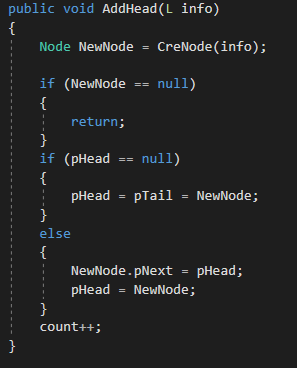 public void AddHead(L info)
{
    Node NewNode = CreNode(info);

    if (NewNode == null)
    {
        return;
    }
    if (pHead == null)
    {
        pHead = pTail = NewNode;
    }
    else
    {
        NewNode.pNext = pHead;
        pHead = NewNode;
    }
    count++;
}